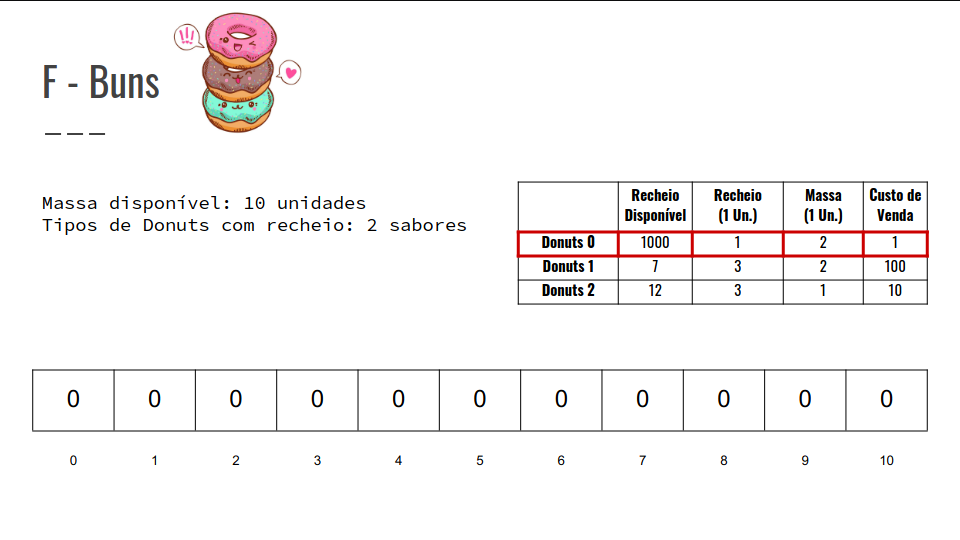 F - Buns
!!!
Massa disponível: 10 unidades
Tipos de Donuts com recheio: 2 sabores
Recheio Disponível Recheio (1 Un.) Massa (1 Un.) Custo de Venda
Donuts 0 1000 1 2 1
Donuts 1 7 3 2 100
Donuts 2 12 3 1 10
0 0 0 0 0 0 0 0 0 0 0
0 1 2 3 4 5 6 7 8 9 10